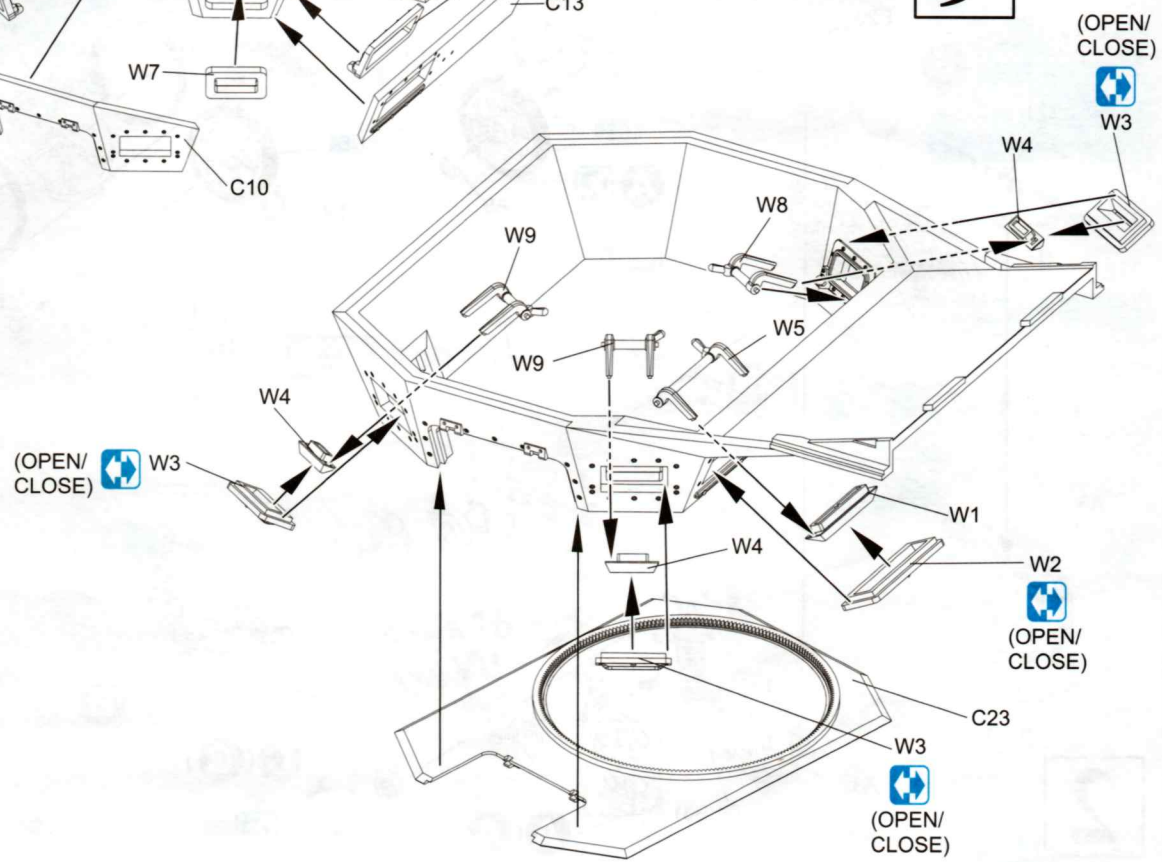 C13
(OPEN/
CLOSE)
W7
W3
W4
C10
W8
W9
W5
W9
W4
(OPEN/
CLOSE)
W3
W1
W4
W2
(OPEN/
CLOSE)
C23
W3
(OPEN/
CLOSE)